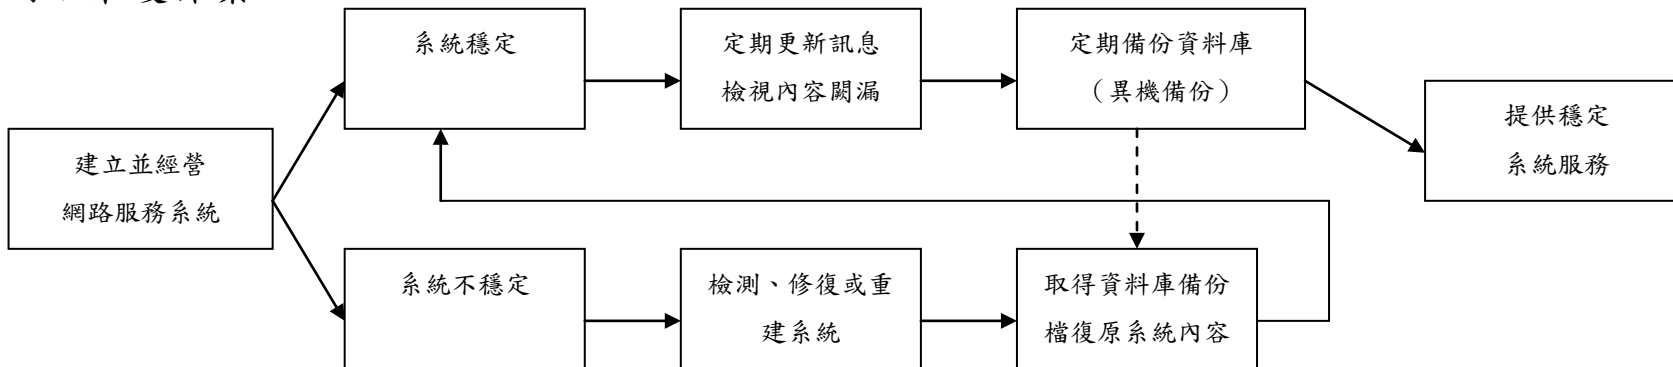 系統穩定
定期更新訊息
檢視內容闕漏
定期備份資料庫
（異機備份）
提供穩定
系統服務
建立並經營
網路服務系統
系統不穩定
檢測、修復或重
建系統
取得資料庫備份
檔復原系統內容